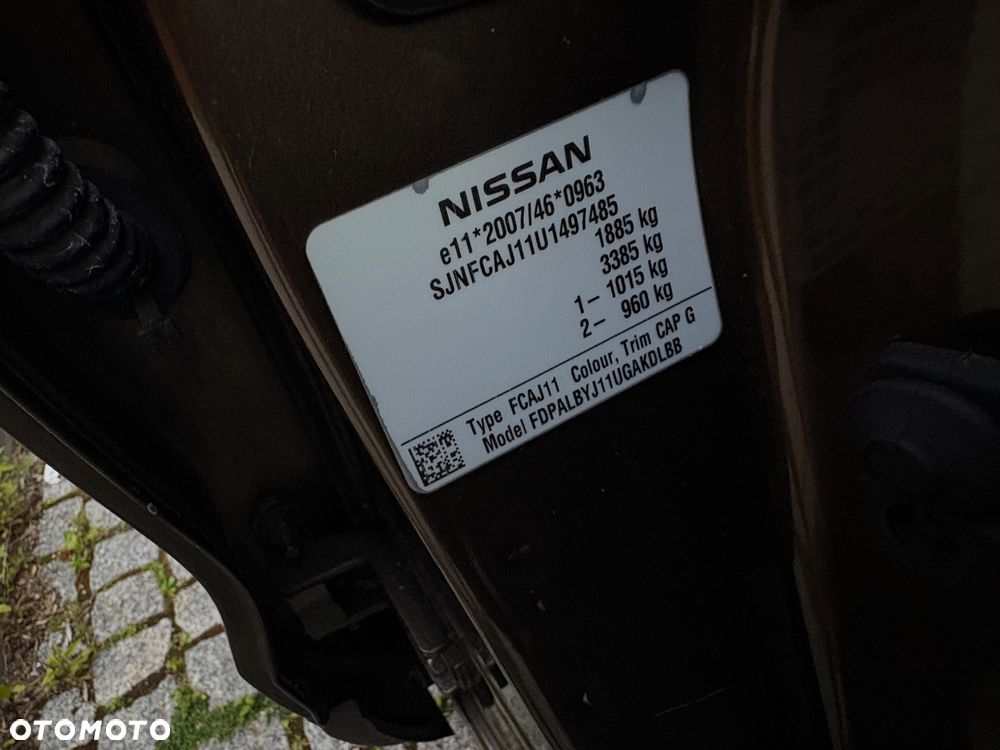 NISSAN
e11*2007/46*0963
SJNFCAJ11U1497485
1885 kg
3385 kg
1– 1015 kg
2– 960 kg
Type FCAJ11 Colour, Trim CAP G
Model FDPALBYJ11UGAKDLBB
OTOMOTO